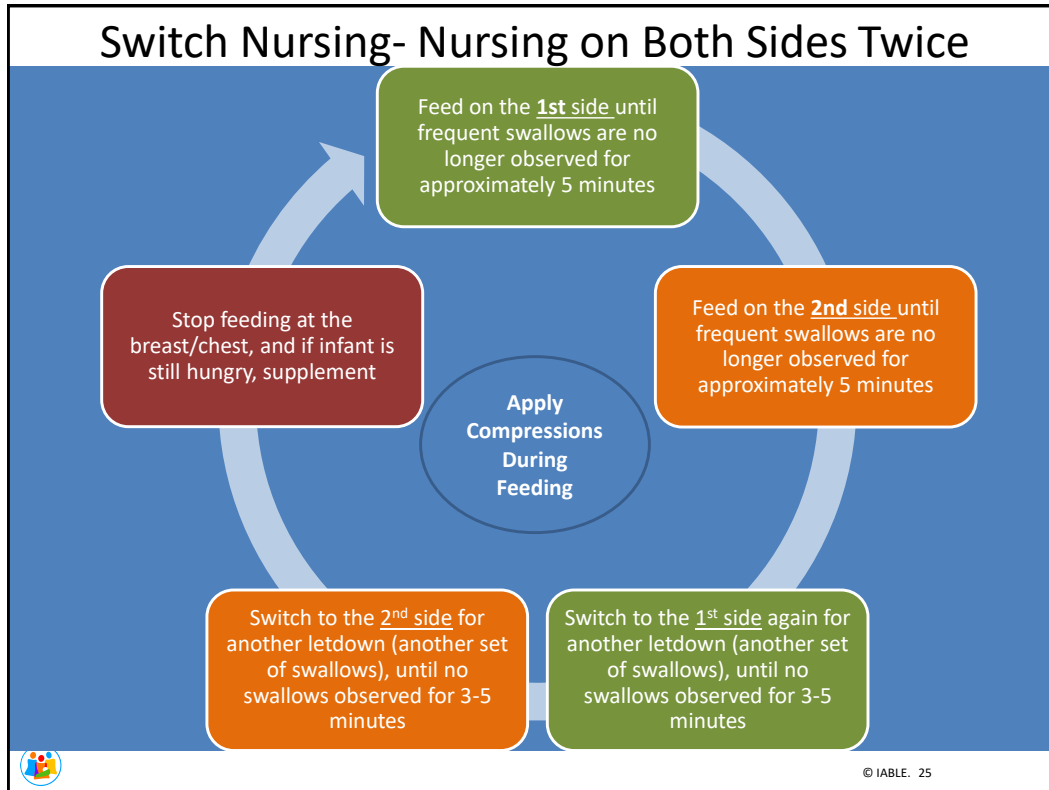 Switch Nursing- Nursing on Both Sides Twice
Feed on the 1st side until
frequent swallows are no
longer observed for
approximately 5 minutes
Feed on the 2nd side until
frequent swallows are no
longer observed for
approximately 5 minutes
Switch to the 1st side again for
another letdown (another set
of swallows), until no
swallows observed for 3-5
minutes
Switch to the 2nd side for
another letdown (another set
of swallows), until no
swallows observed for 3-5
minutes
Stop feeding at the
breast/chest, and if infant is
still hungry, supplement
Apply
Compressions
During
Feeding
© IABLE. 25